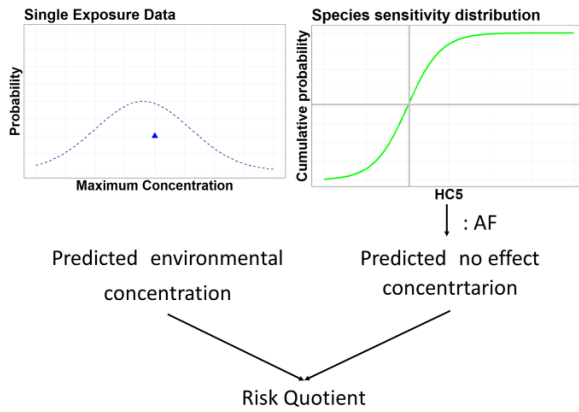 Single Exposure Data
Probability
Maximum Concentration
Species sensitivity distribution
Cumulative probability
HC5
: AF
Predicted environmental
concentration
Predicted no effect
concentrtarion
Risk Quotient